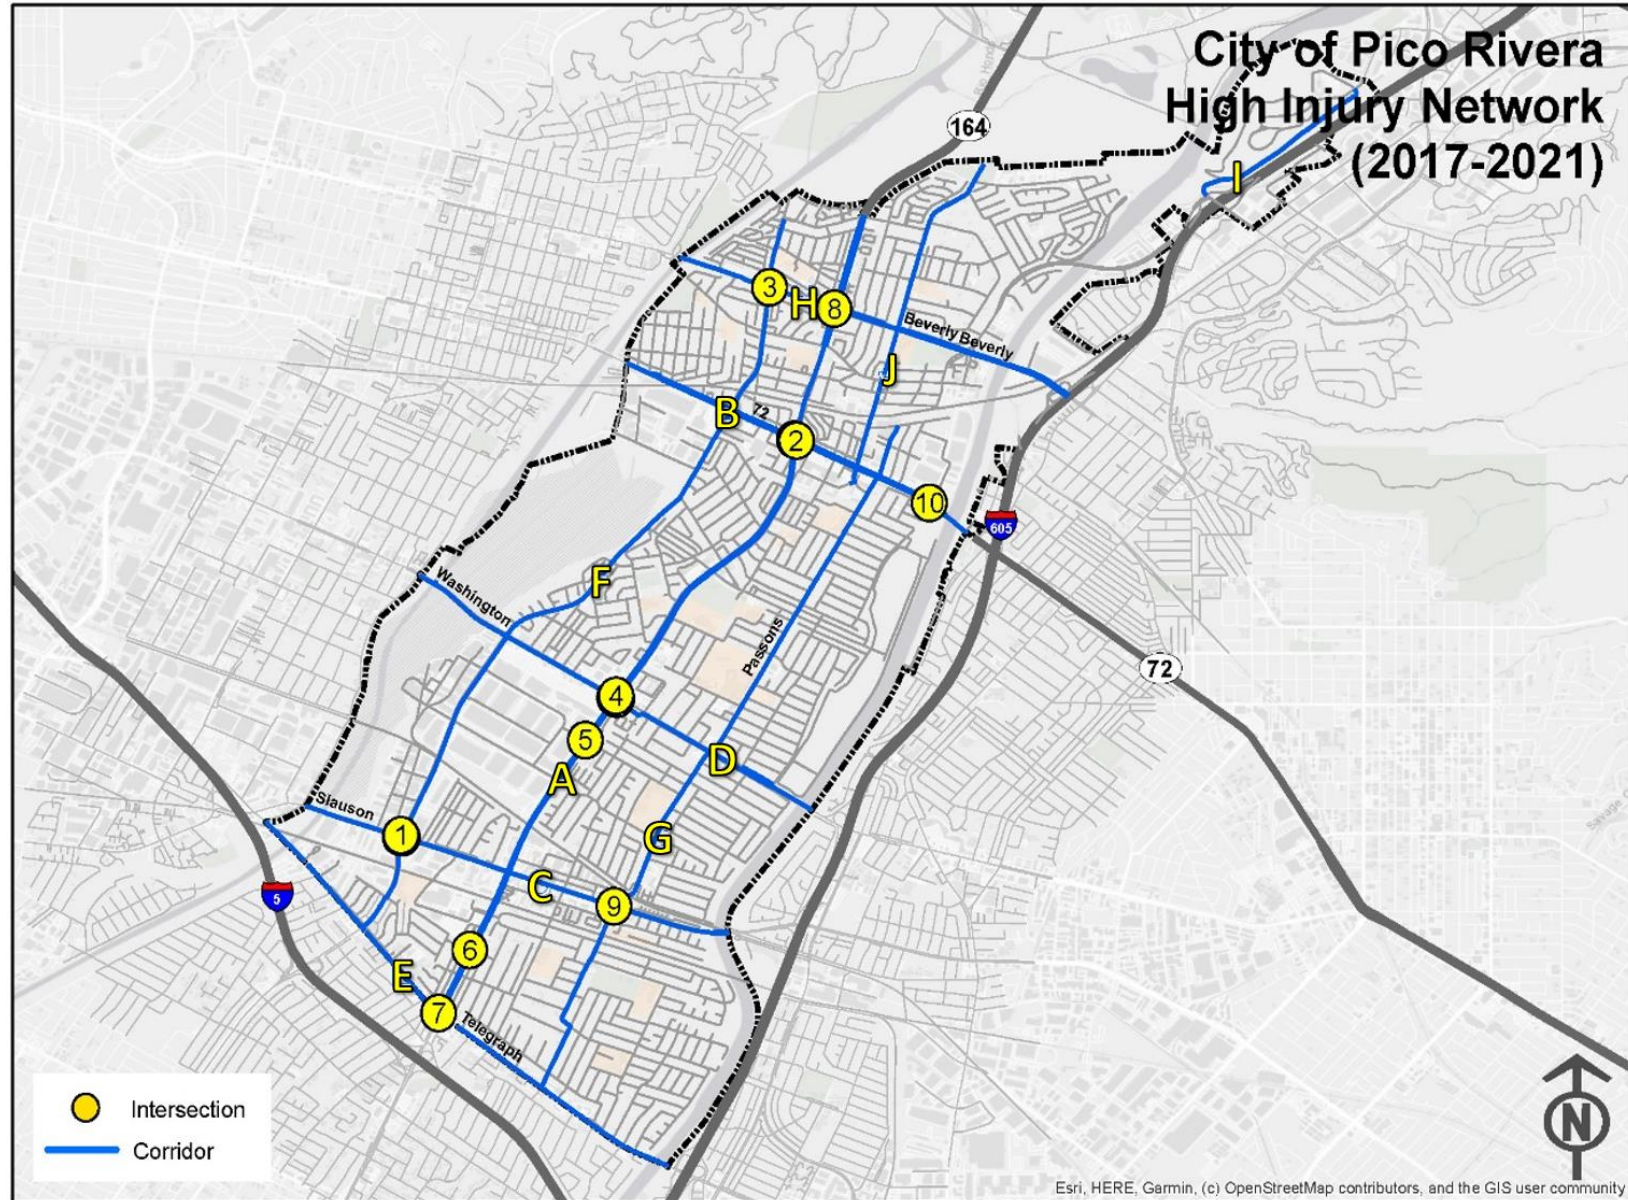 City of Pico Rivera
High Injury Network
(2017-2021)
164
I
3
H
8
Beverly Beverly
J
B
72
2
10
605
Washington
F
Passons
72
4
5
D
A
Slauson
1
G
C
5
9
6
E
7
Telegraph
Intersection
Corridor
N
Esri, HERE, Garmin, (c) OpenStreetMap contributors, and the GIS user community